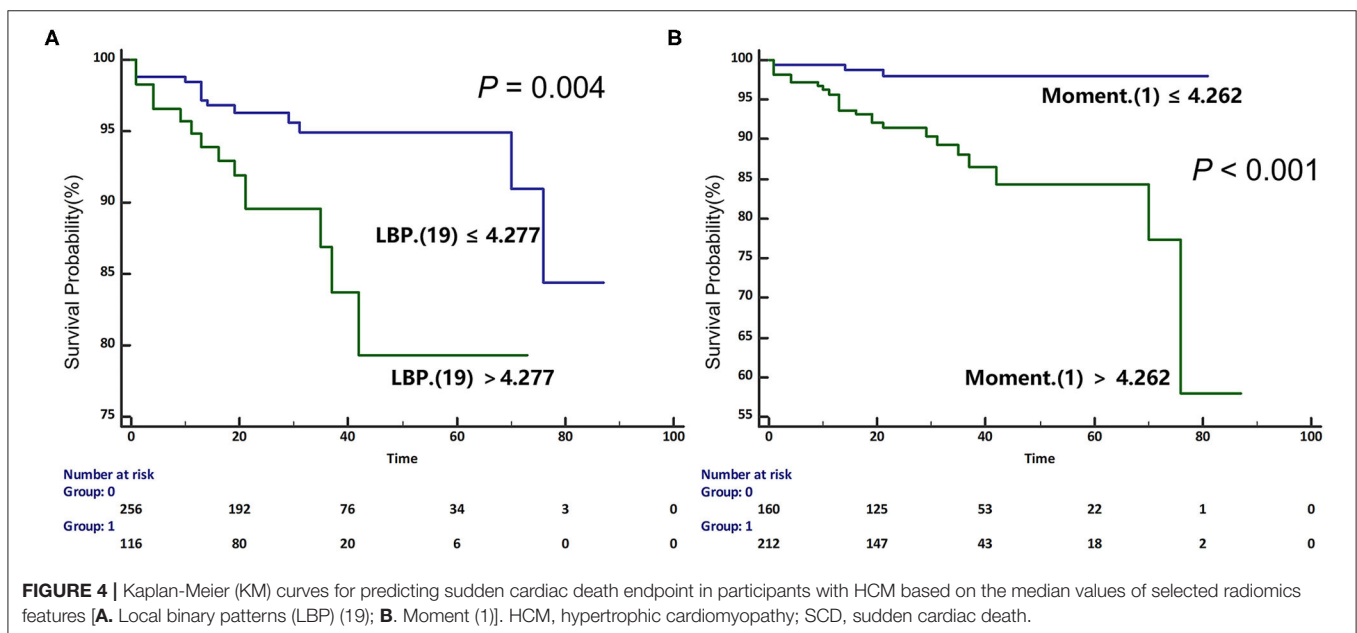 A
P = 0.004
LBP.(19) ≤ 4.277
LBP.(19) > 4.277
Survival Probability(%)
100
95
90
85
80
75
0 20 40 60 80 100
Time
Number at risk
Group: 0
256 192 76 34 3 0
Group: 1
116 80 20 6 0 0
B
Moment.(1) ≤ 4.262
P < 0.001
Moment.(1) > 4.262
Survival Probability(%)
100
95
90
85
80
75
70
65
60
55
0 20 40 60 80 100
Time
Number at risk
Group: 0
160 125 53 22 1 0
Group: 1
212 147 43 18 2 0
FIGURE 4 | Kaplan-Meier (KM) curves for predicting sudden cardiac death endpoint in participants with HCM based on the median values of selected radiomics
features [A. Local binary patterns (LBP) (19); B. Moment (1)]. HCM, hypertrophic cardiomyopathy; SCD, sudden cardiac death.